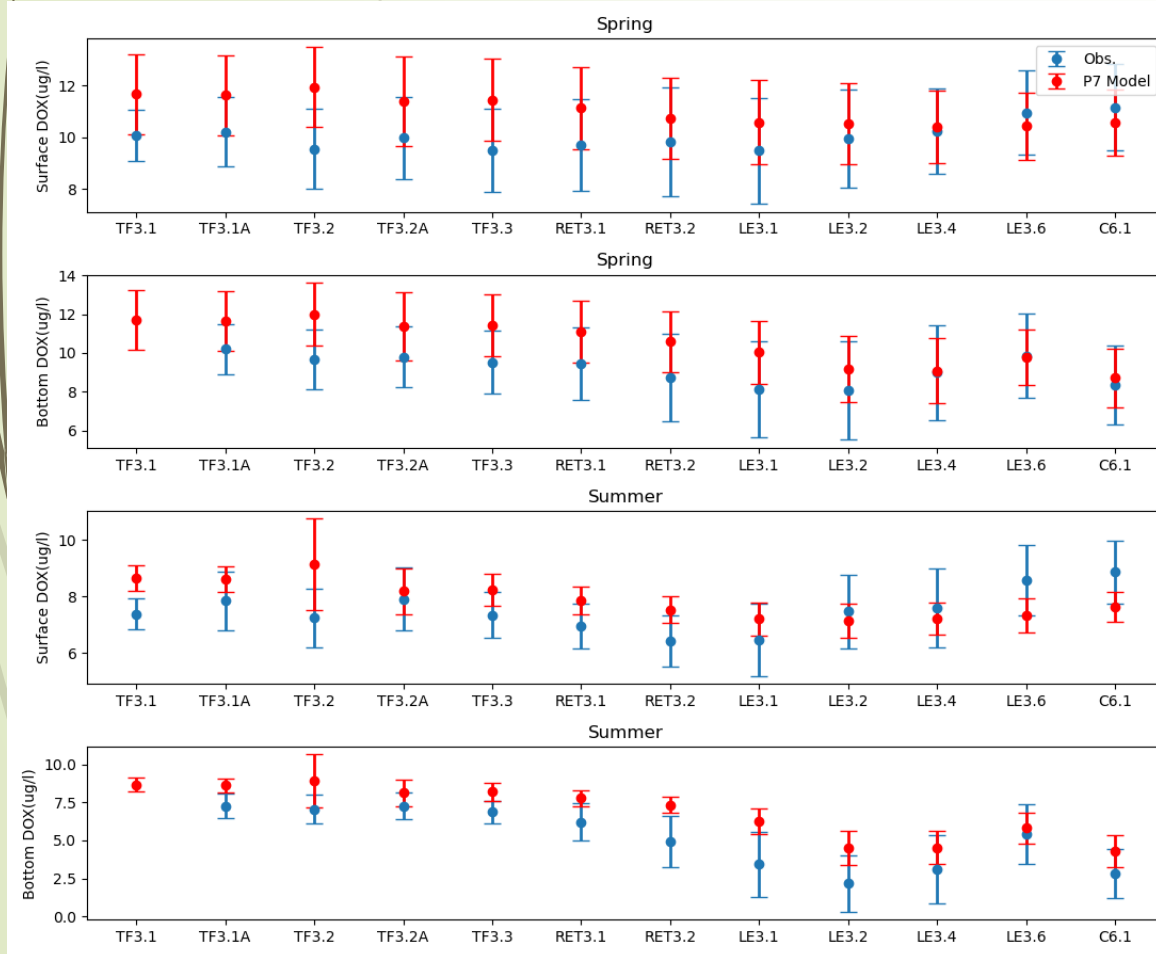 Spring
Surface DOX(ug/l)
12
10
8
Obs.
P7 Model
TF3.1 TF3.1A TF3.2 TF3.2A TF3.3 RET3.1 RET3.2 LE3.1 LE3.2 LE3.4 LE3.6 C6.1
Spring
Bottom DOX(ug/l)
14
12
10
8
6
TF3.1 TF3.1A TF3.2 TF3.2A TF3.3 RET3.1 RET3.2 LE3.1 LE3.2 LE3.4 LE3.6 C6.1
Summer
Surface DOX(ug/l)
10
8
6
TF3.1 TF3.1A TF3.2 TF3.2A TF3.3 RET3.1 RET3.2 LE3.1 LE3.2 LE3.4 LE3.6 C6.1
Summer
Bottom DOX(ug/l)
10.0
7.5
5.0
2.5
0.0
TF3.1 TF3.1A TF3.2 TF3.2A TF3.3 RET3.1 RET3.2 LE3.1 LE3.2 LE3.4 LE3.6 C6.1